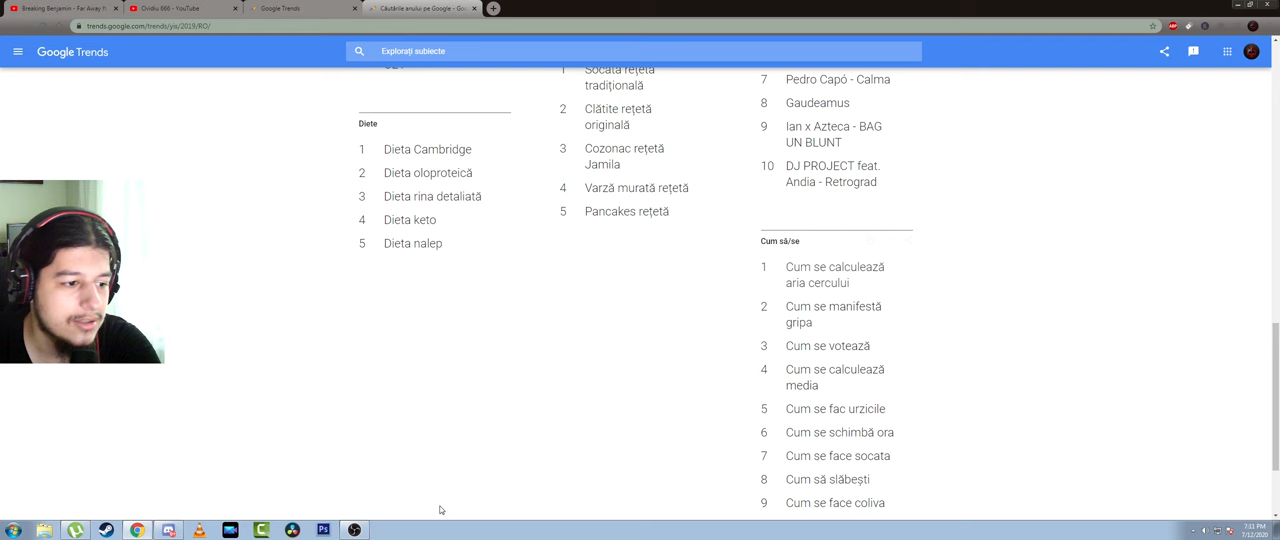 Breaking Benjamin - Far Away f
Ovidiu 666 - YouTube
Google Trends
Căutările anului pe Google - Goo
trends.google.com/trends/yis/2019/RO/
ABP
Google Trends
Explorați subiecte
Diete
1 Dieta Cambridge
2 Dieta oloproteică
3 Dieta rina detaliată
4 Dieta keto
5 Dieta nalep
1 Socată rețetă
tradițională
2 Clătite rețetă
originală
3 Cozonac rețetă
Jamila
4 Varză murată rețetă
5 Pancakes rețetă
7 Pedro Capó - Calma
8 Gaudeamus
9 Ian x Azteca - BAG
UN BLUNT
10 DJ PROJECT feat.
Andia - Retrograd
Cum să/se
1 Cum se calculează
aria cercului
2 Cum se manifestă
gripa
3 Cum se votează
4 Cum se calculează
media
5 Cum se fac urzicile
6 Cum se schimbă ora
7 Cum se face socata
8 Cum să slăbești
9 Cum se face coliva
Ps
7:11 PM
7/12/2020